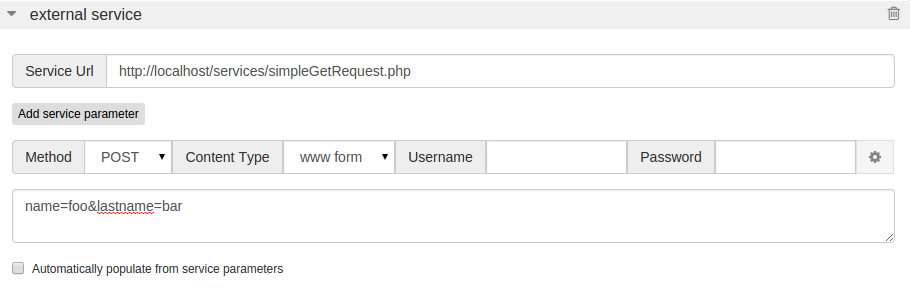 external service
Service Url http://localhost/services/simpleGetRequest.php
Add service parameter
Method POST Content Type www form Username Password
name=foo&lastname=bar
Automatically populate from service parameters